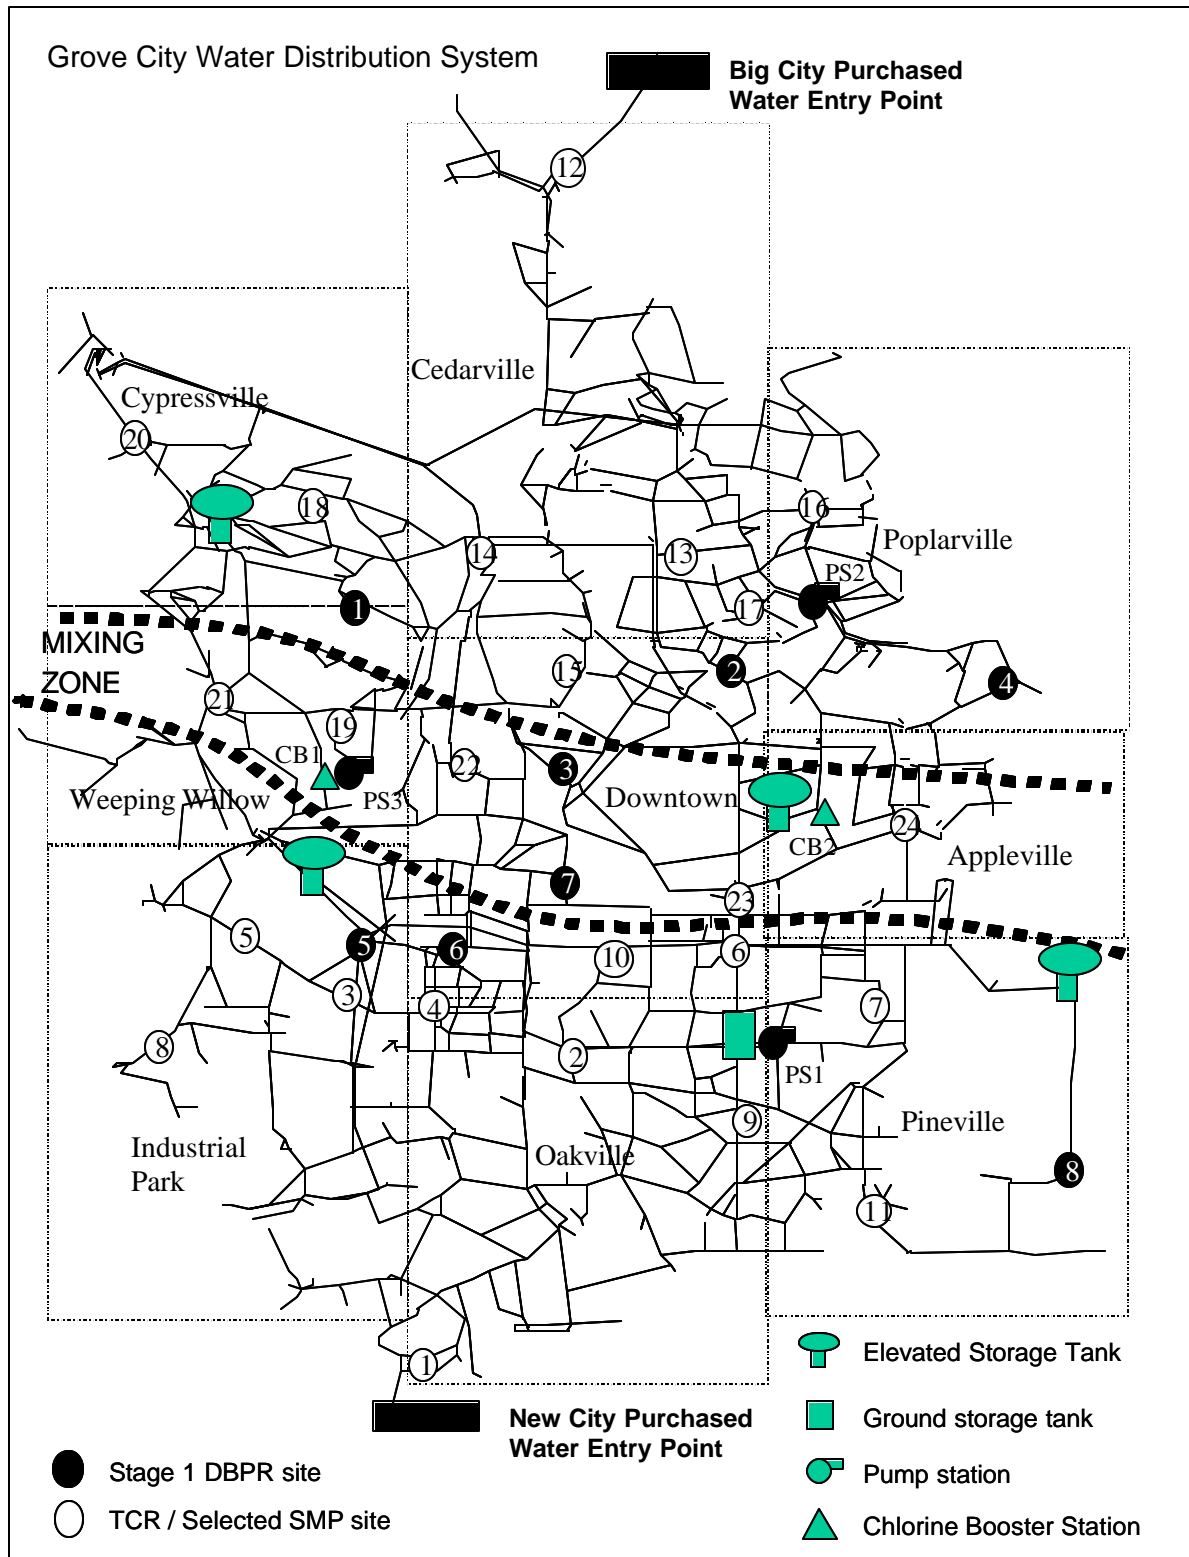 Grove City Water Distribution System
Big City Purchased
Water Entry Point
12
Cedarville
Cypressville
20
18
16
14
13
Poplarville
PS2
1
17
MIXING
ZONE
15
2
4
21
19
CB1
22
3
Weeping Willow
PS3
Downtown
CB2
24
Appleville
7
23
5
5
6
10
6
3
4
7
8
2
PS1
9
Pineville
Industrial
Park
Oakville
8
11
1
Elevated Storage Tank
New City Purchased
Water Entry Point
Ground storage tank
Stage 1 DBPR site
Pump station
TCR / Selected SMP site
Chlorine Booster Station